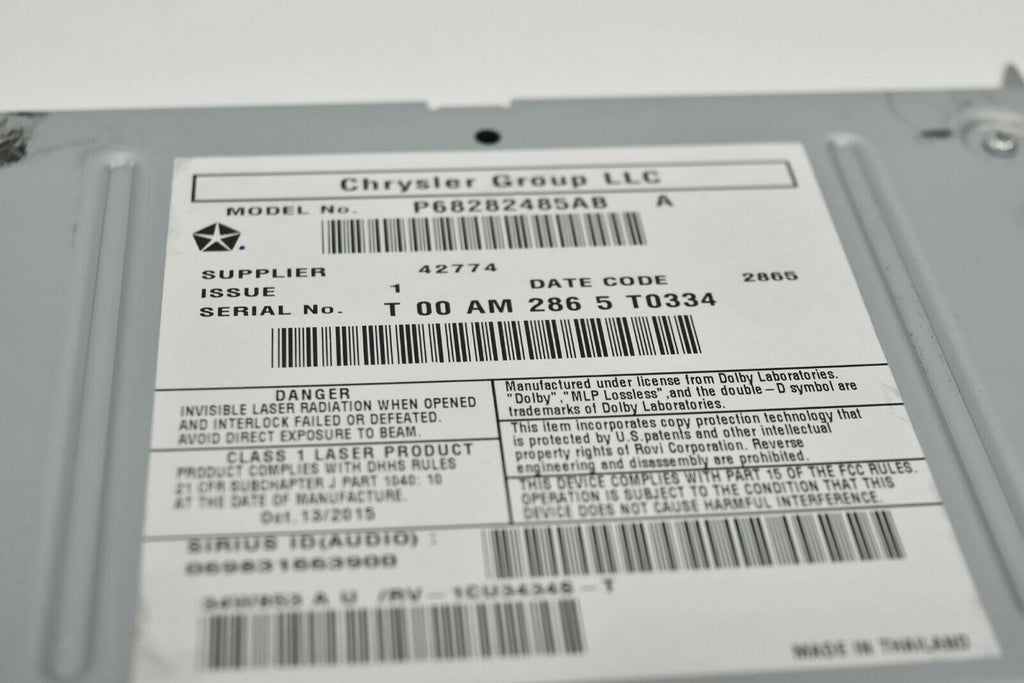 Chrysler Group LLC
MODEL No. P68282485AB A
SUPPLIER 42774
ISSUE 1 DATE CODE 2865
SERIAL No. T 00 AM 286 5 T0334
DANGER
INVISIBLE LASER RADIATION WHEN OPENED
AND INTERLOCK FAILED OR DEFEATED.
AVOID DIRECT EXPOSURE TO BEAM.
CLASS 1 LASER PRODUCT
PRODUCT COMPLIES WITH DHHS RULES
21 CFR SUBCHAPTER J PART 1040: 10
AT THE DATE OF MANUFACTURE.
Oct. 13/2015
Manufactured under license from Dolby Laboratories.
"Dolby","MLP Lossless",and the double-D symbol are
trademarks of Dolby Laboratories.
This item incorporates copy protection technology that
is protected by U.S.patents and other intellectual
property rights of Rovi Corporation. Reverse
engineering and disassembly are prohibited.
THIS DEVICE COMPLIES WITH PART 15 OF THE FCC RULES.
OPERATION IS SUBJECT TO THE CONDITION THAT THIS
DEVICE DOES NOT CAUSE HARMFUL INTERFERENCE.
SIRIUS ID(AUDIO) :
069831663900
A U
MADE IN THAILAND